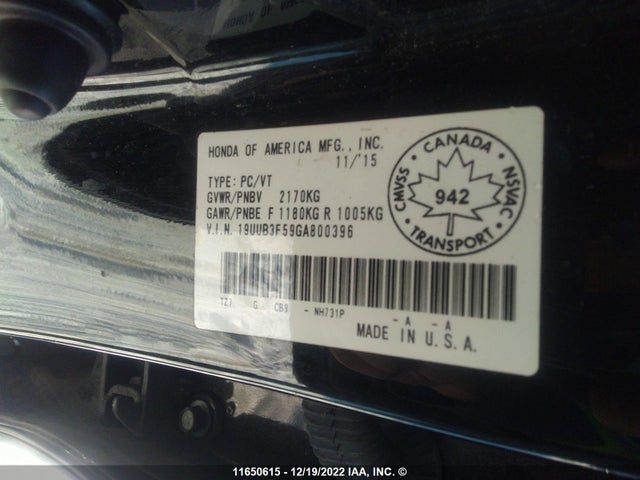 HONDA OF AMERICA MFG., INC.
11/'15
TYPE: PC/VT
GVWR/PNBV 2170KG
GAWR/PNBE F 1180KG R 1005KG
V.I.N. 19UUB3F59GA800396
CANADA
CMVSS
942
NSVAC
TRANSPORT
G CB9 - NH731P - A - A
MADE IN U.S.A.
11650615 - 12/19/2022 IAA, INC. ©